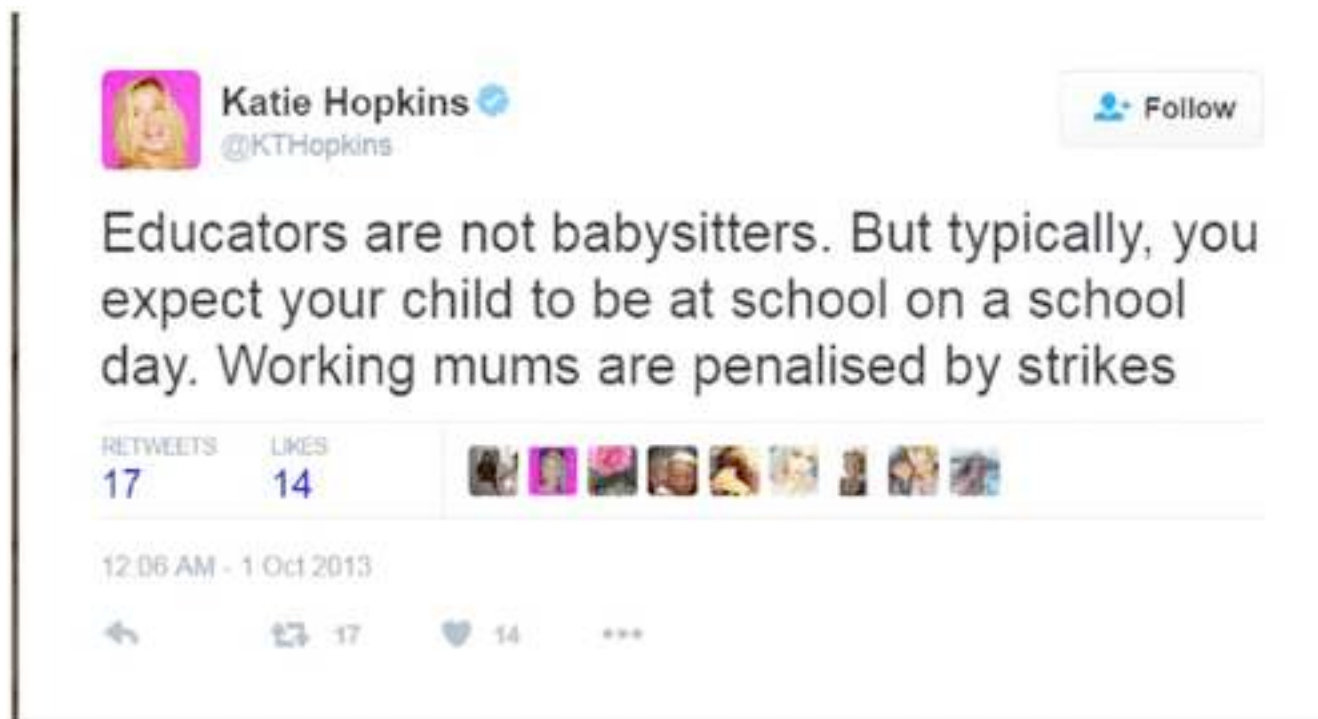 Katie Hopkins
@KTHopkins
Follow
Educators are not babysitters. But typically, you
expect your child to be at school on a school
day. Working mums are penalised by strikes
RETWEETS LIKES
17 14
12:06 AM - 1 Oct 2013
17 14